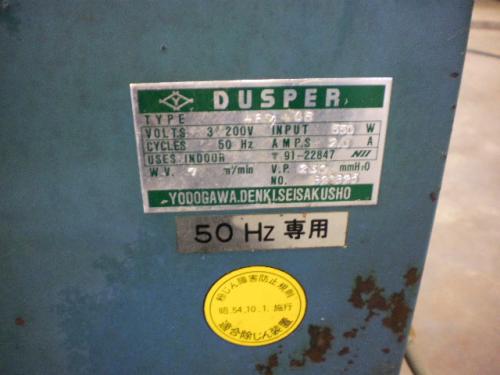 DUSPER
TYPE
VOLTS 3 200V INPUT 550 W
CYCLES 50 Hz AMPS A
USES INDOOR 91-22847
W.V. m³/min V.P. mmH₂O
NO.
YODOGAWA.DENKI.SEISAKUSHO
50 Hz 専用
粉じん障害防止規則
昭.54.10.1.施行
適合除じん装置